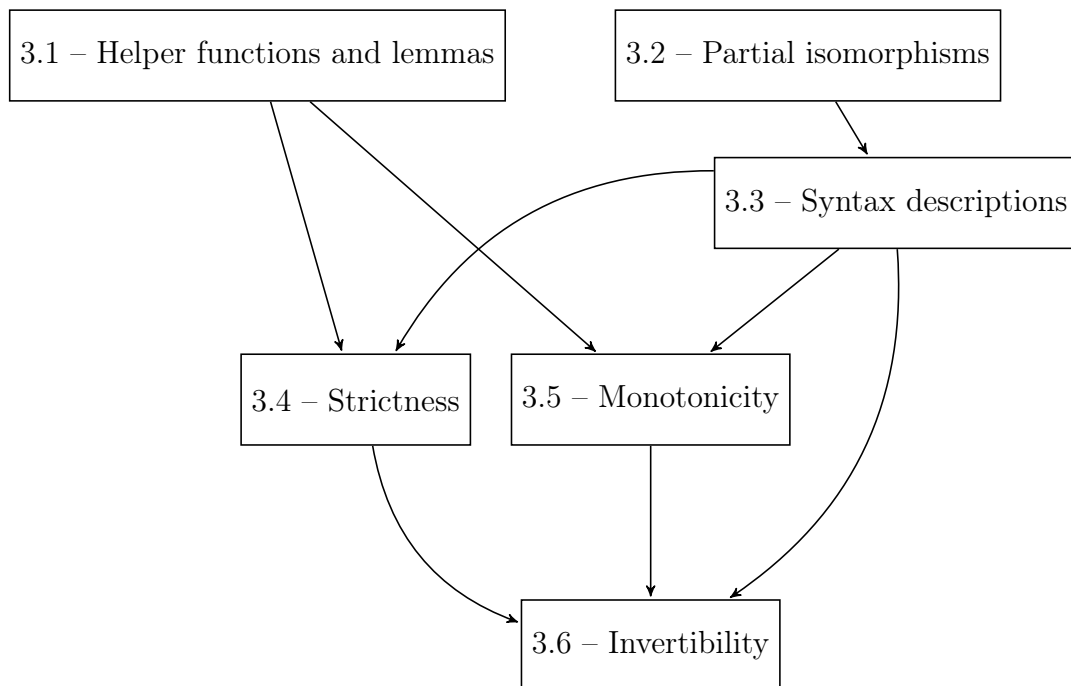 3.1 – Helper functions and lemmas
3.2 – Partial isomorphisms
3.3 – Syntax descriptions
3.4 – Strictness
3.5 – Monotonicity
3.6 – Invertibility